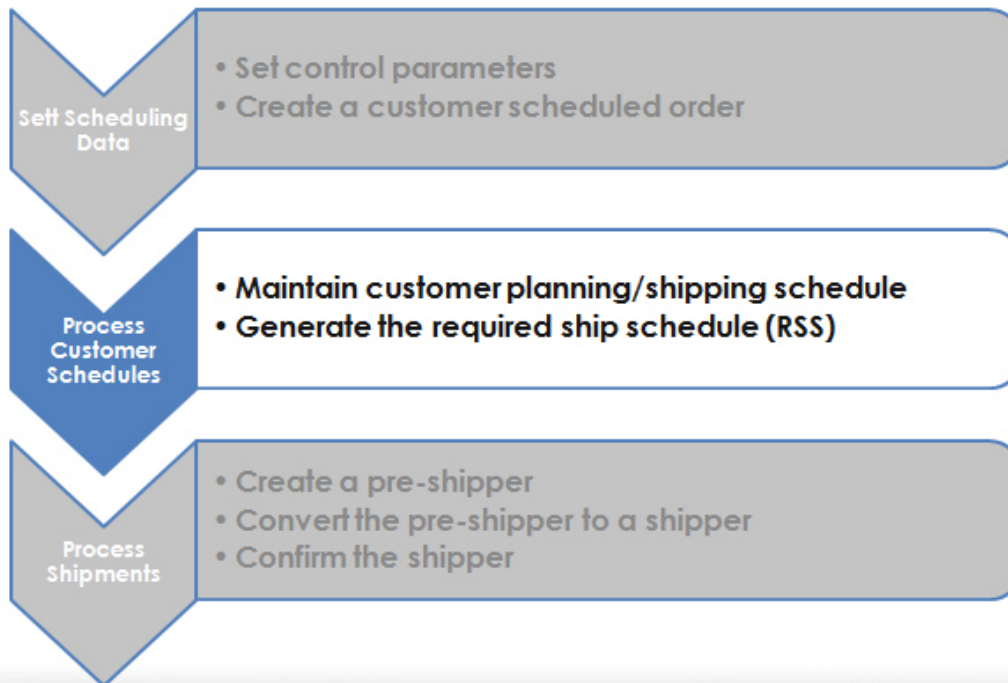 Sett Scheduling
Data
• Set control parameters
• Create a customer scheduled order
Process
Customer
Schedules
• Maintain customer planning/shipping schedule
• Generate the required ship schedule (RSS)
Process
Shipments
• Create a pre-shipper
• Convert the pre-shipper to a shipper
• Confirm the shipper